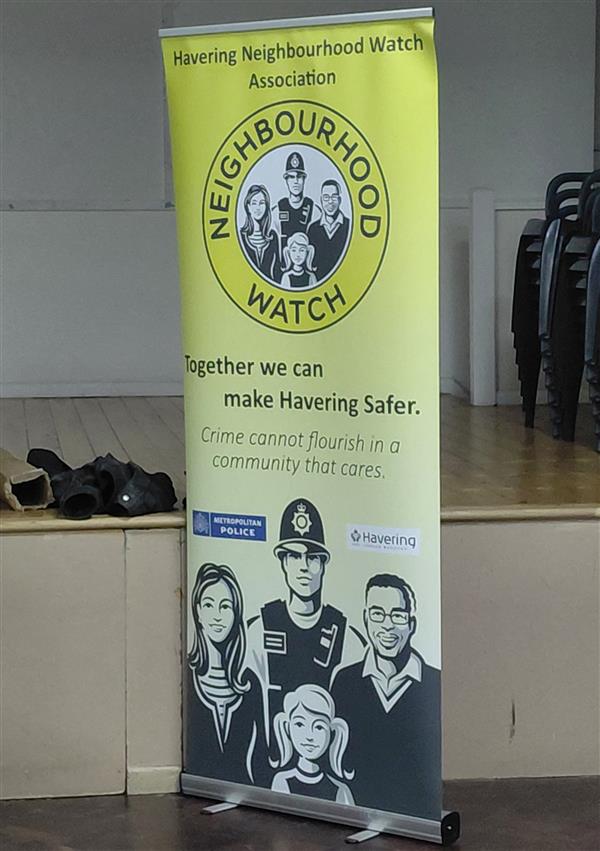 Havering Neighbourhood Watch
Association
NEIGHBOURHOOD
WATCH
Together we can
make Havering Safer.
Crime cannot flourish in a
community that cares.
METROPOLITAN
POLICE
Havering